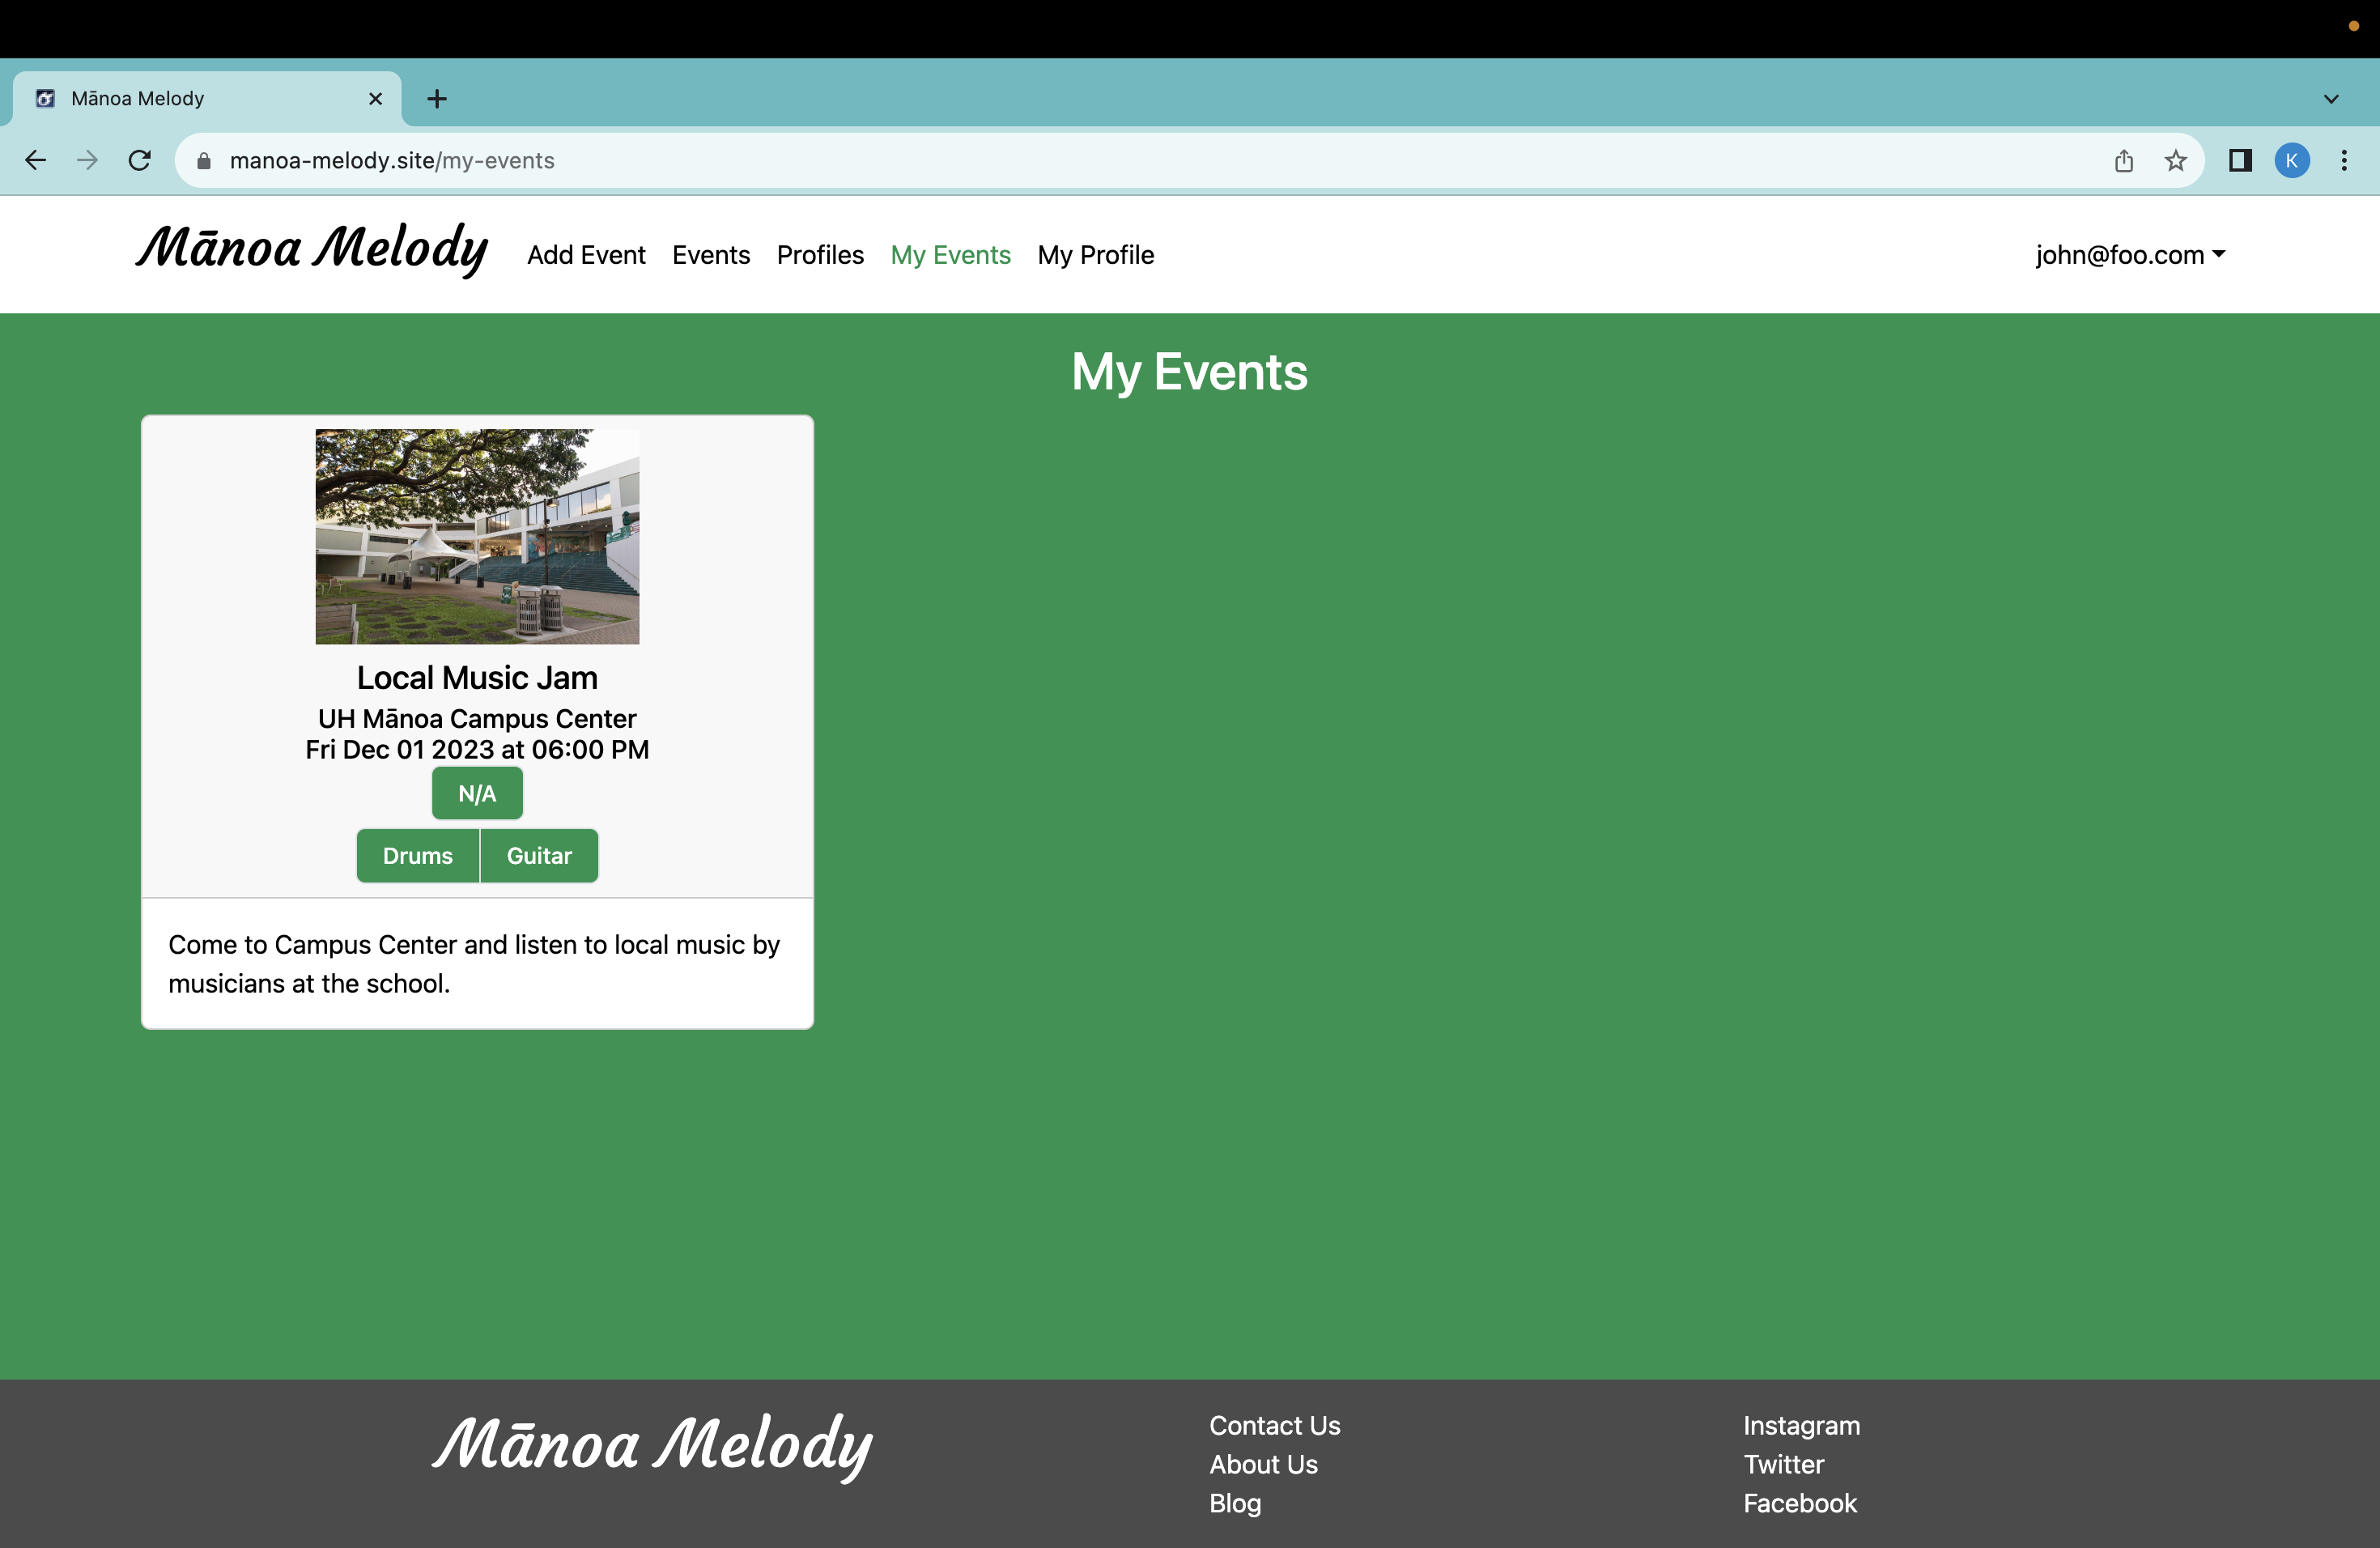 Mānoa Melody
manoa-melody.site/my-events
K
Mānoa Melody
Add Event Events Profiles My Events My Profile
john@foo.com
My Events
Local Music Jam
UH Mānoa Campus Center
Fri Dec 01 2023 at 06:00 PM
N/A
Drums Guitar
Come to Campus Center and listen to local music by
musicians at the school.
Mānoa Melody
Contact Us
About Us
Blog
Instagram
Twitter
Facebook